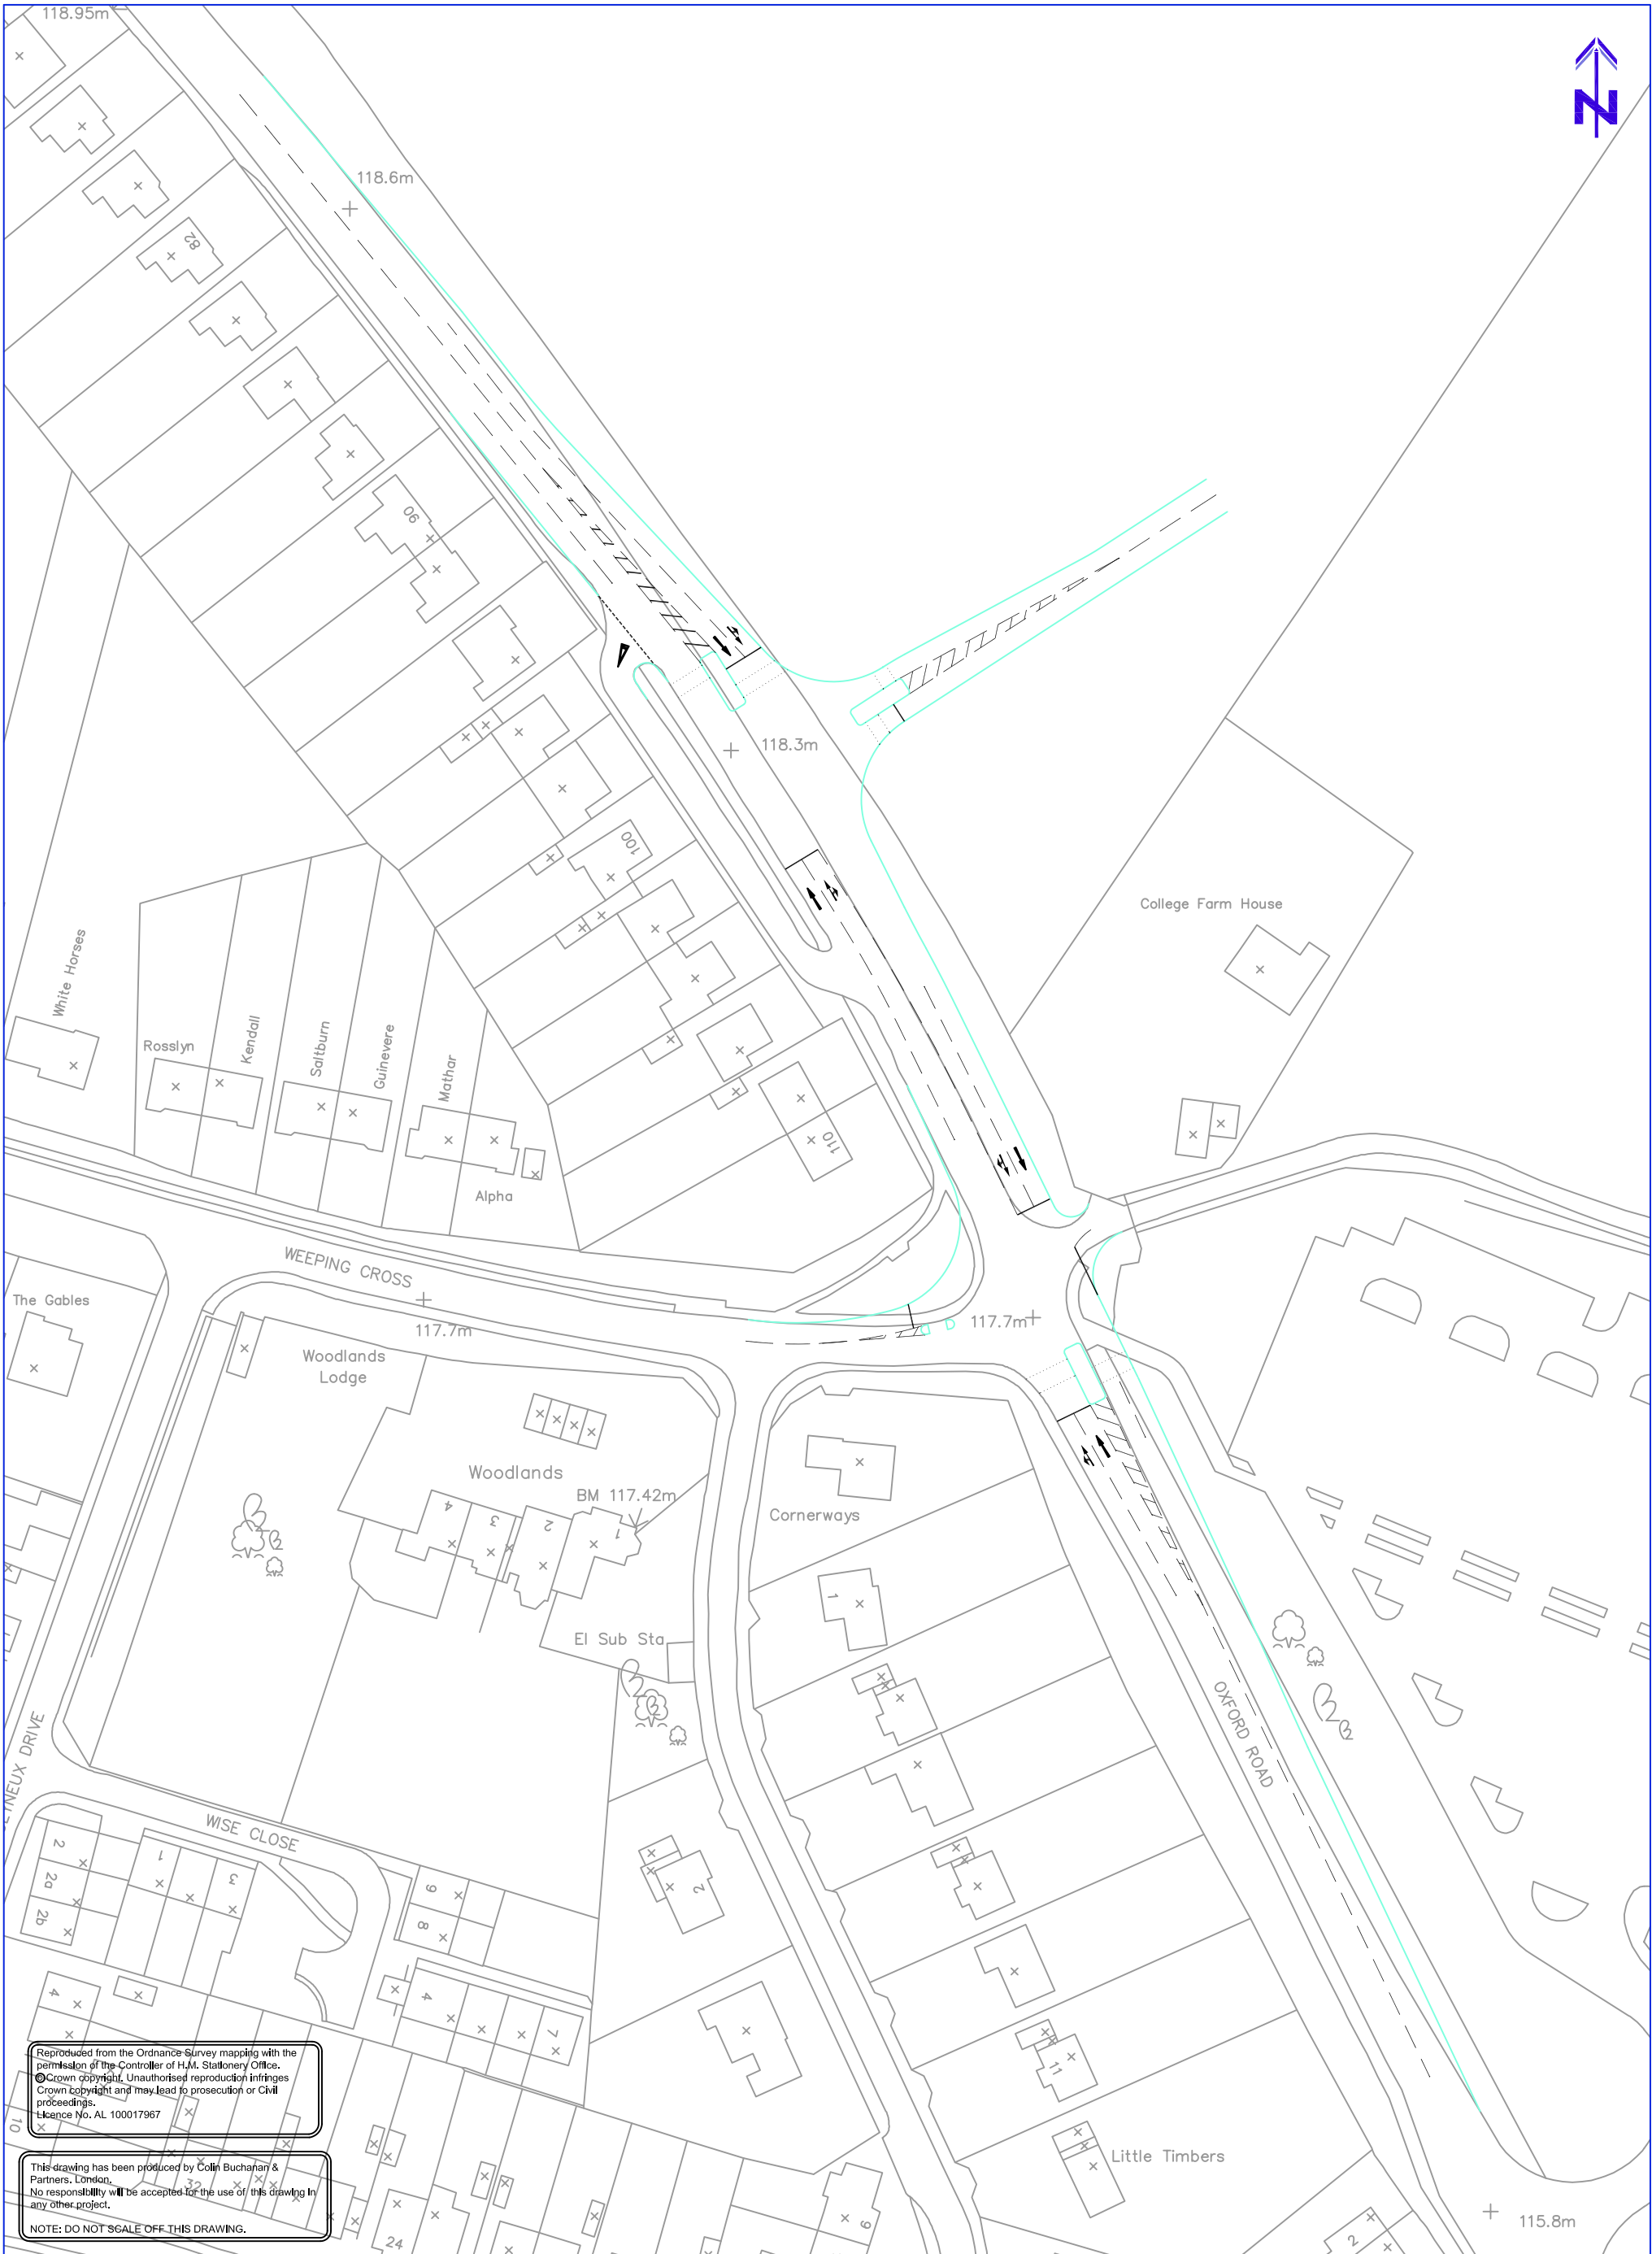 118.95m
N
118.6m
82
90
118.3m
100
College Farm House
White Horses
Rosslyn
Kendall
Saltburn
Guinevere
Mathar
Alpha
110
WEEPING CROSS
The Gables
117.7m
117.7m
Woodlands
Lodge
Woodlands
BM 117.42m
4
3
2
1
Cornerways
1
El Sub Sta
OXFORD ROAD
WISE CLOSE
2
2a
2b
1
3
9
8
2
4
4
7
11
10
32
24
Little Timbers
2
9
115.8m
Reproduced from the Ordnance Survey mapping with the
permission of the Controller of H.M. Stationery Office.
©Crown copyright. Unauthorised reproduction infringes
Crown copyright and may lead to prosecution or Civil
proceedings.
Licence No. AL 100017967
This drawing has been produced by Colin Buchanan &
Partners. London.
No responsibility will be accepted for the use of this drawing in
any other project.
NOTE: DO NOT SCALE OFF THIS DRAWING.